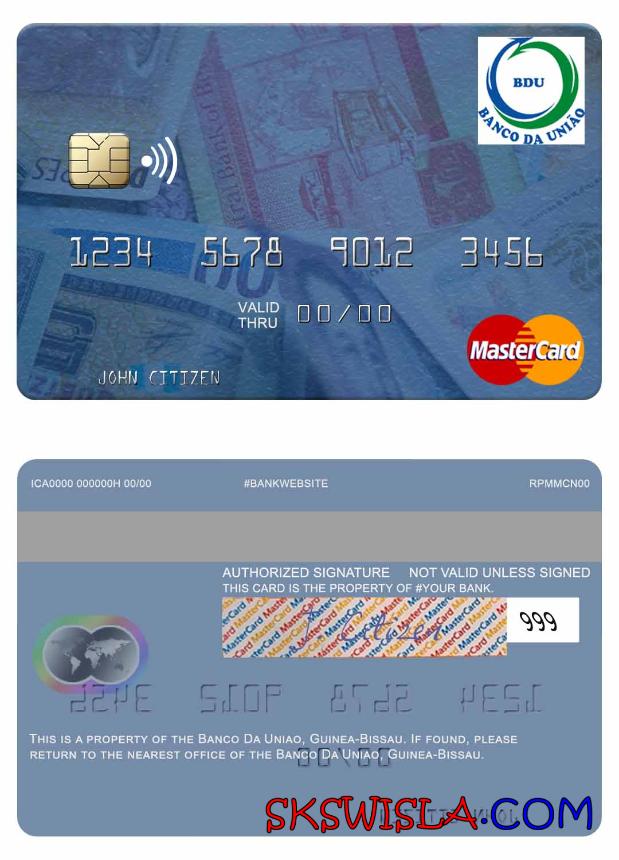 BDU
BANCO DA UNIÃO
1234 5678 9012 3456
VALID THRU 00/00
MasterCard
JOHN CITIZEN
ICA0000 000000H 00/00 #BANKWEBSITE RPMMCN00
AUTHORIZED SIGNATURE NOT VALID UNLESS SIGNED
THIS CARD IS THE PROPERTY OF #YOUR BANK.
MasterCard
999
THIS IS A PROPERTY OF THE BANCO DA UNIAO, GUINEA-BISSAU. IF FOUND, PLEASE
RETURN TO THE NEAREST OFFICE OF THE BANCO DA UNIAO, GUINEA-BISSAU.
SKSWISLA.COM